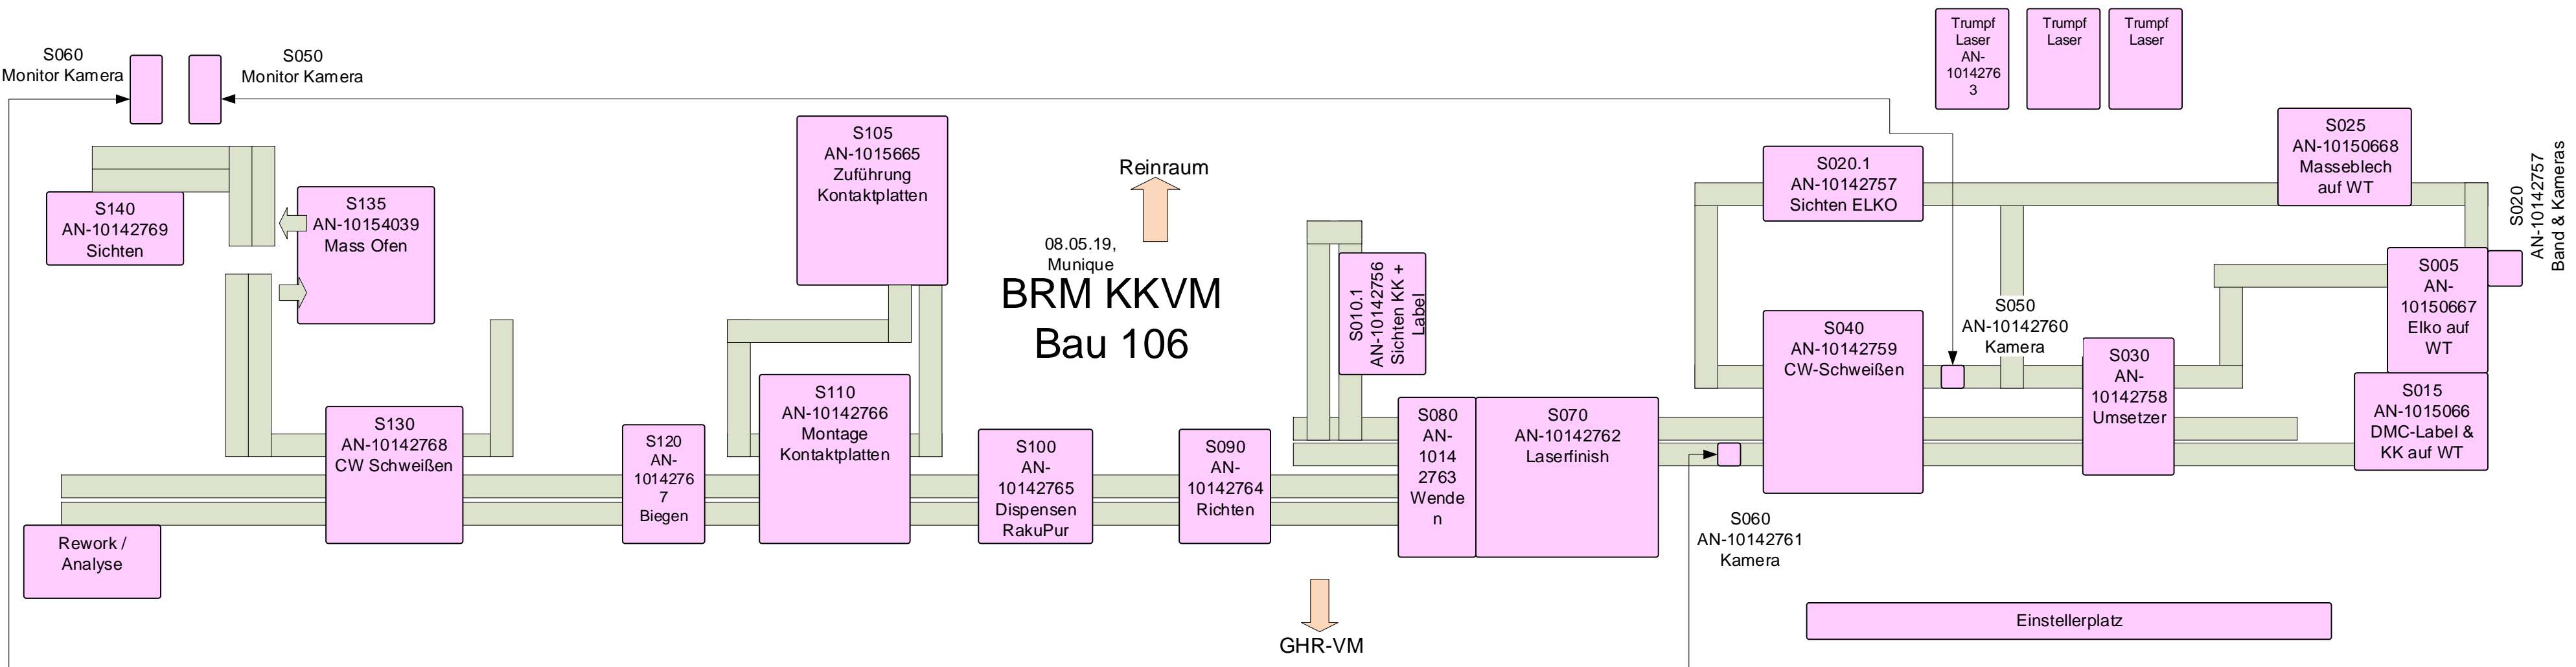 S060
Monitor Kamera
S050
Monitor Kamera
Trumpf
Laser
AN-
1014276
3
Trumpf
Laser
Trumpf
Laser
S140
AN-10142769
Sichten
S135
AN-10154039
Mass Ofen
S105
AN-1015665
Zuführung
Kontaktplatten
Reinraum
08.05.19,
Munique
BRM KKVM
Bau 106
S010.1
AN-10142756
Sichten KK +
Label
S020.1
AN-10142757
Sichten ELKO
S025
AN-10150668
Masseblech
auf WT
S020
AN-10142757
Band & Kameras
S005
AN-
10150667
Elko auf
WT
S050
AN-10142760
Kamera
S040
AN-10142759
CW-Schweißen
S030
AN-
10142758
Umsetzer
S015
AN-1015066
DMC-Label &
KK auf WT
S130
AN-10142768
CW Schweißen
S120
AN-
1014276
7
Biegen
S110
AN-10142766
Montage
Kontaktplatten
S100
AN-
10142765
Dispensen
RakuPur
S090
AN-
10142764
Richten
S080
AN-
1014
2763
Wende
n
S070
AN-10142762
Laserfinish
S060
AN-10142761
Kamera
Rework /
Analyse
GHR-VM
Einstellerplatz